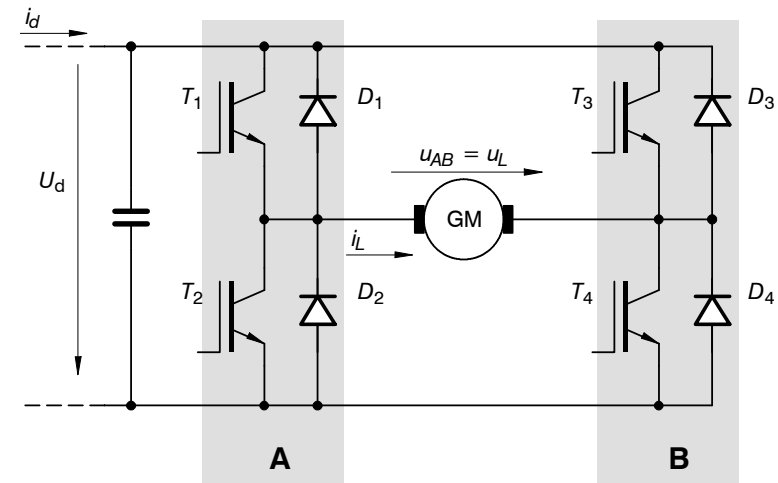 i_d
T_1
D_1
T_3
D_3
u_AB = u_L
U_d
GM
i_L
T_2
D_2
T_4
D_4
A
B